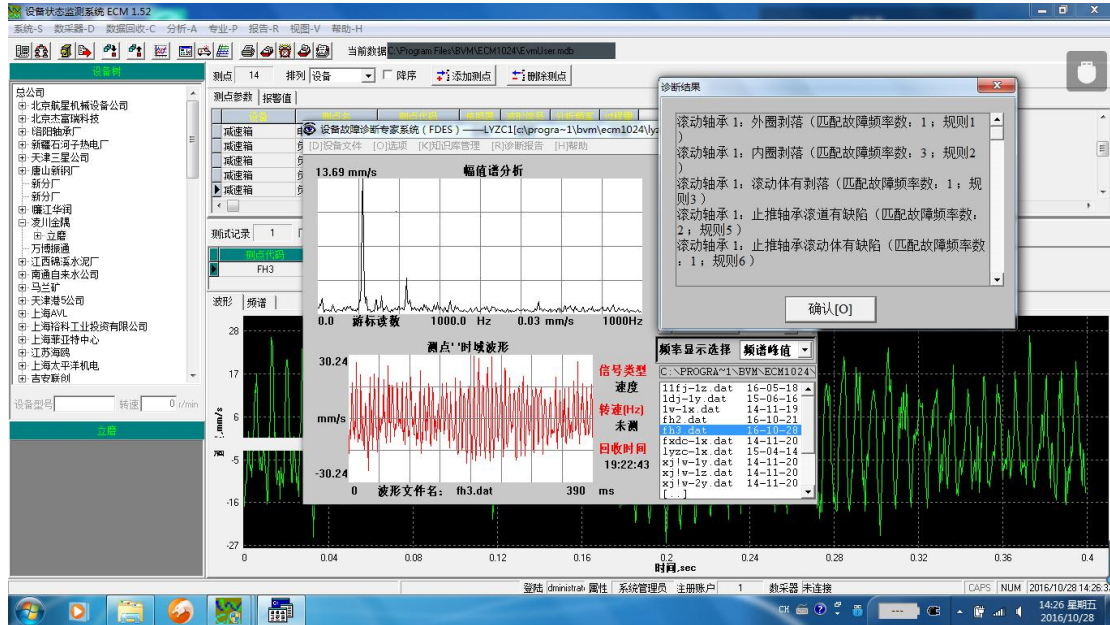 设备状态监测系统 ECM 1.52
系统-S 数采器-D 数据回收-C 分析-A 专业-P 报告-R 视图-V 帮助-H
当前数据 C:\Program Files\BVM\ECM1024\EvmUser.mdb
设备树
总公司
北京航星机械设备公司
北京木富瑞科技
洛阳轴承厂
新疆石河子热电厂
天津三星公司
唐山新钢厂
新分厂
新分厂
廉江华润
凌川金隅
立磨
万博振通
江西锦溪水泥厂
南通自来水公司
马兰矿
天津港5公司
上海AVL
上海裕科工业投资有限公司
上海菲亚特中心
江苏海鸥
上海太平洋机电
吉安联创
设备型号 转速 0 r/min
立磨
测点 14 排列 设备 降序 添加测点 删除测点
测点参数 报警值
减速箱
减速箱
减速箱
减速箱
减速箱
测试记录 1
测点代码
FH3
波形 频谱
28
17
6
-5
-16
-27
mm/s
0 0.04 0.08 0.12 0.16 0.2 0.24 0.28 0.32 0.36 0.4
时间,sec
设备故障诊断专家系统（FDES）——LYZC1[c:\progra~1\bvm\ecm1024\lyz
[D]设备文件 [O]选项 [K]知识库管理 [R]诊断报告 [H]帮助
13.69 mm/s 幅值谱分析
0.0 游标读数 1000.0 Hz 0.03 mm/s 1000Hz
测点''时域波形
30.24
mm/s
-30.24
0 波形文件名: fh3.dat 390 ms
信号类型
速度
转速(Hz)
未测
回收时间
19:22:43
频率显示选择 频谱峰值
C:\PROGRA~1\BVM\ECM1024\
11fj-1z.dat 16-05-18
1dj-1y.dat 15-06-16
1w-1x.dat 14-11-19
fh2.dat 16-10-21
fh3.dat 16-10-28
fxdc-1x.dat 14-11-20
lyzc-1x.dat 15-04-14
xj!w-1y.dat 14-11-20
xj!w-1z.dat 14-11-20
xj!w-2y.dat 14-11-20
[..]
诊断结果
滚动轴承1：外圈剥落（匹配故障频率数：1；规则1
）
滚动轴承1：内圈剥落（匹配故障频率数：3；规则2
）
滚动轴承1：滚动体有剥落（匹配故障频率数：1；规
则3）
滚动轴承1：止推轴承滚道有缺陷（匹配故障频率数：
2；规则5）
滚动轴承1：止推轴承滚动体有缺陷（匹配故障频率数
：1；规则6）
确认[O]
登陆 dministrat 属性 系统管理员 注册账户 1 数采器 未连接 CAPS NUM 2016/10/28 14:26:3
CH
14:26 星期五
2016/10/28